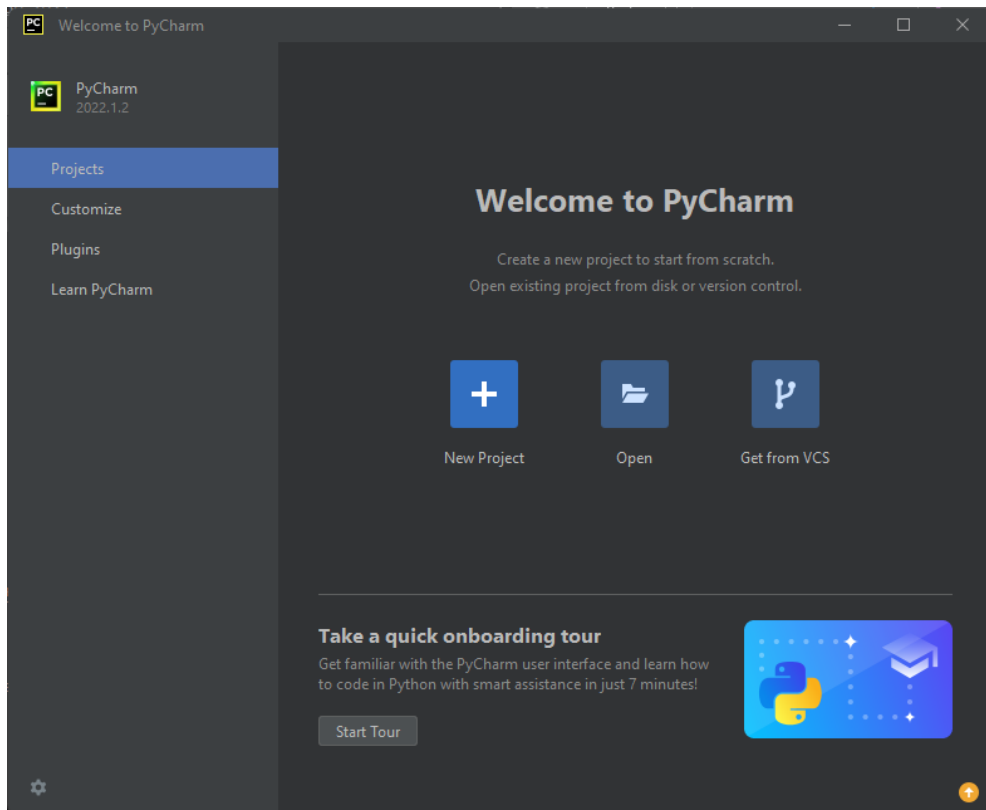 PC Welcome to PyCharm
PC PyCharm
2022.1.2
Projects
Customize
Plugins
Learn PyCharm
Welcome to PyCharm
Create a new project to start from scratch.
Open existing project from disk or version control.
New Project Open Get from VCS
Take a quick onboarding tour
Get familiar with the PyCharm user interface and learn how
to code in Python with smart assistance in just 7 minutes!
Start Tour